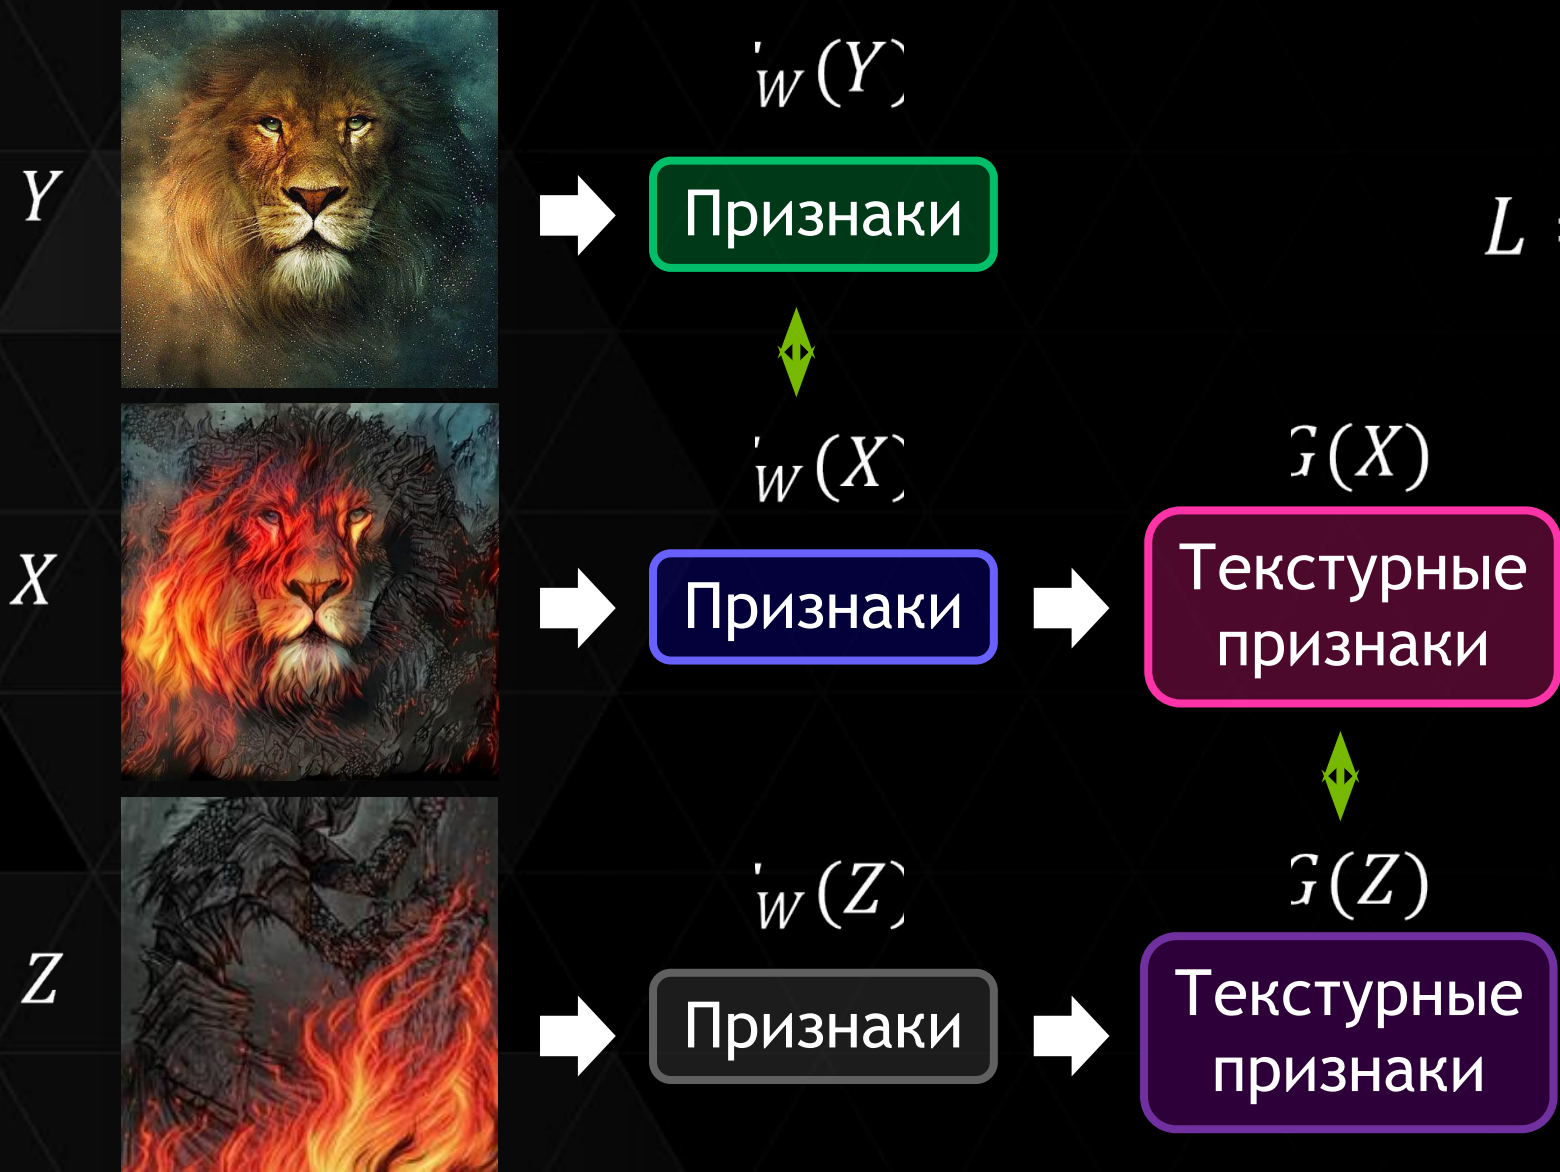 Y
W(Y)
Признаки
L
X
W(X)
Признаки
G(X)
Текстурные
признаки
Z
W(Z)
Признаки
G(Z)
Текстурные
признаки